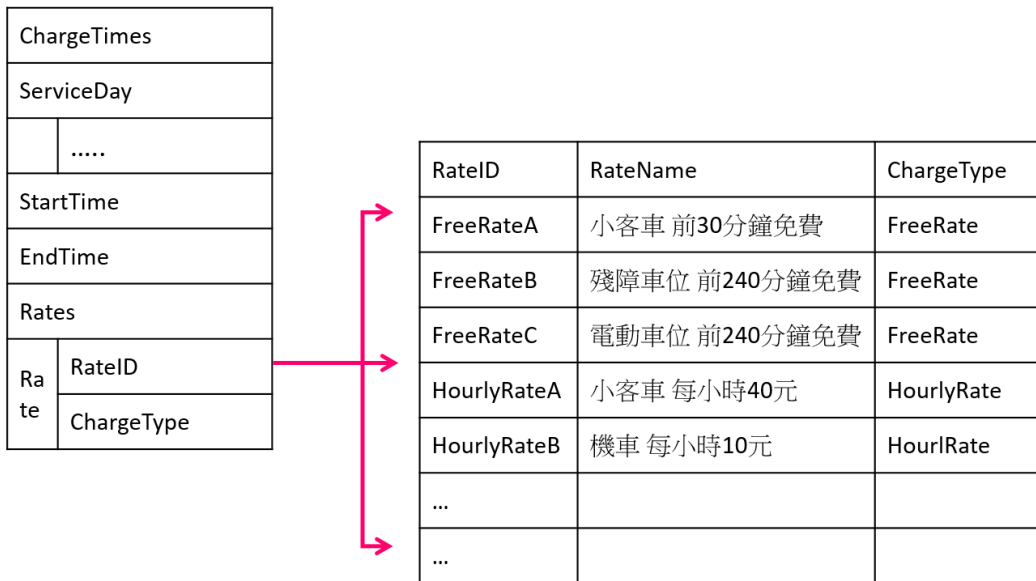 ChargeTimes
ServiceDay
.....
StartTime
EndTime
Rates
Ra
te
RateID
ChargeType
RateID RateName ChargeType
FreeRateA 小客車 前30分鐘免費 FreeRate
FreeRateB 殘障車位 前240分鐘免費 FreeRate
FreeRateC 電動車位 前240分鐘免費 FreeRate
HourlyRateA 小客車 每小時40元 HourlyRate
HourlyRateB 機車 每小時10元 HourlRate
...
...